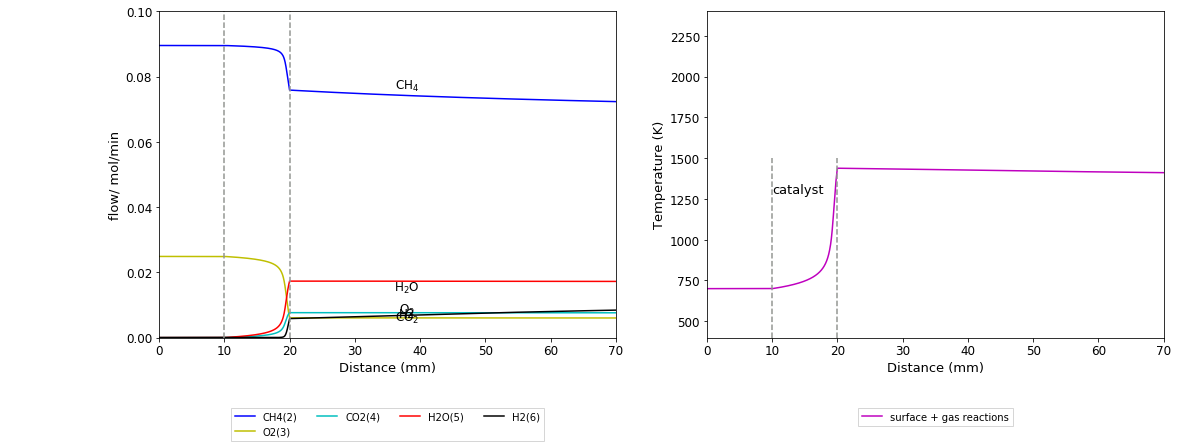 0.10
0.08
0.06
0.04
0.02
0.00
flow/ mol/min
CH4
H2O
O2
CO2
0 10 20 30 40 50 60 70
Distance (mm)
CH4(2) CO2(4) H2O(5) H2(6)
O2(3)
2250
2000
1750
1500
1250
1000
750
500
Temperature (K)
catalyst
0 10 20 30 40 50 60 70
Distance (mm)
surface + gas reactions